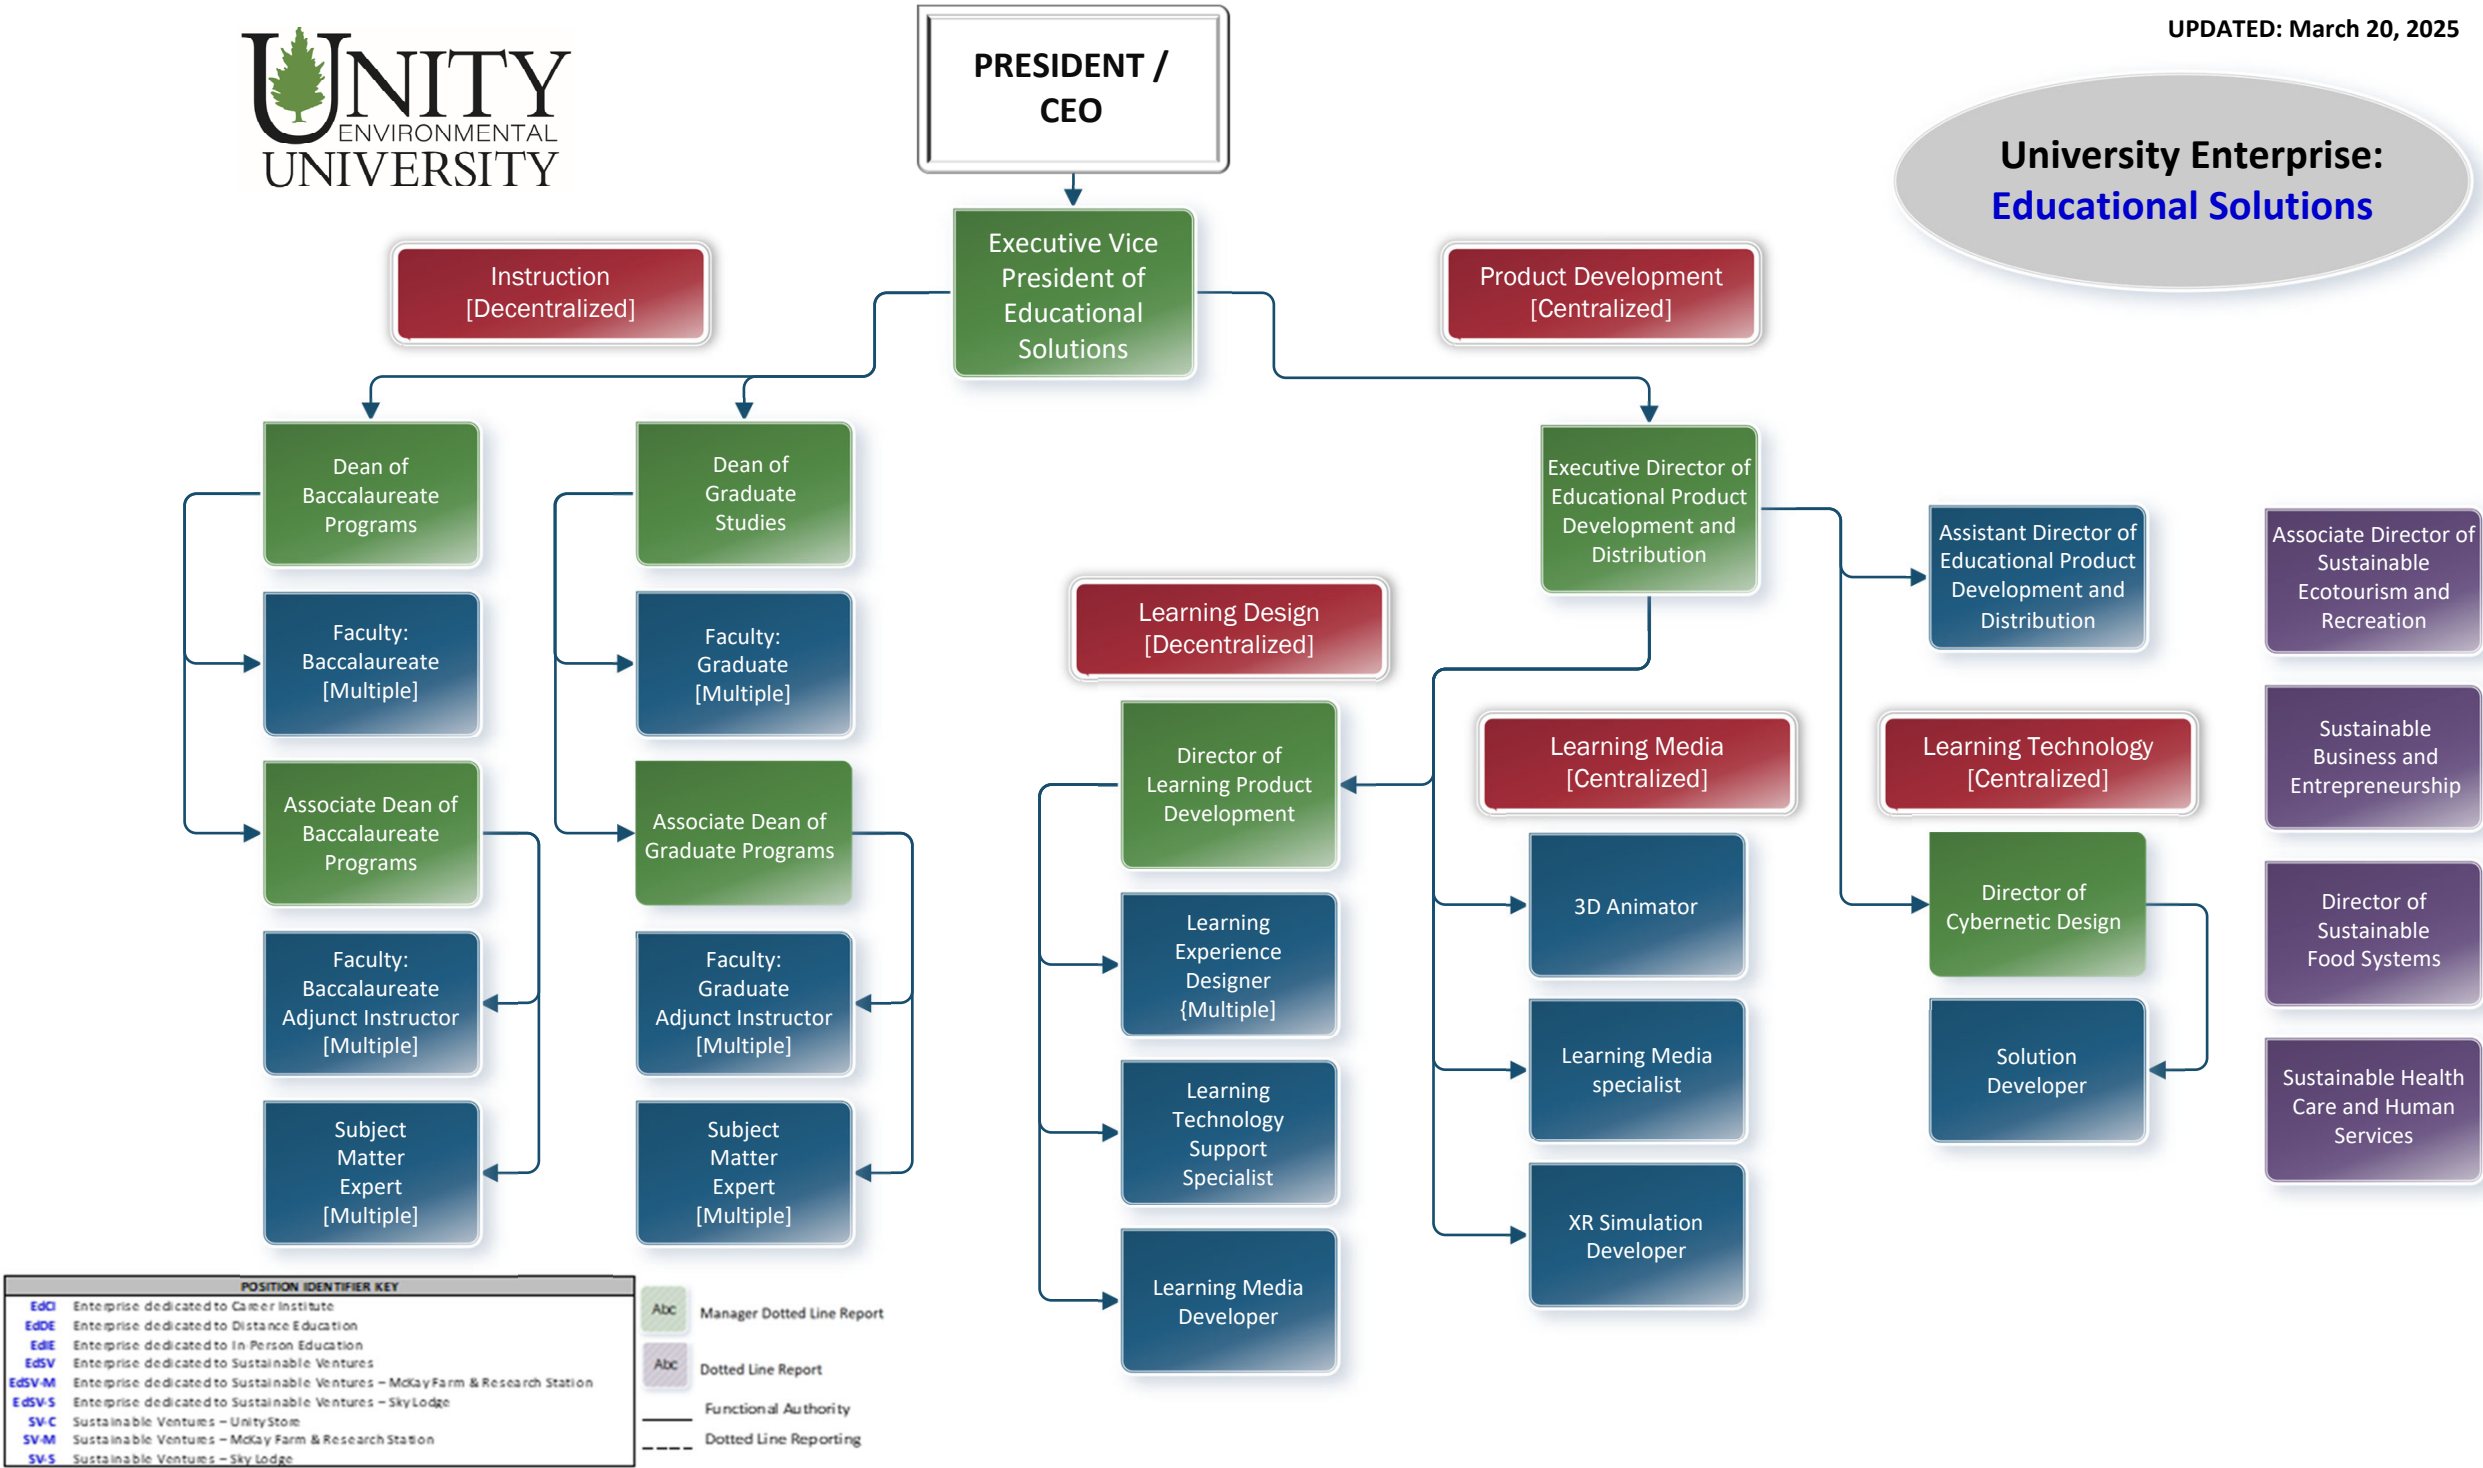 UNITY
ENVIRONMENTAL
UNIVERSITY
PRESIDENT /
CEO
UPDATED: March 20, 2025
University Enterprise:
Educational Solutions
Instruction
[Decentralized]
Executive Vice
President of
Educational
Solutions
Product Development
[Centralized]
Dean of
Baccalaureate
Programs
Dean of
Graduate
Studies
Executive Director of
Educational Product
Development and
Distribution
Assistant Director of
Educational Product
Development and
Distribution
Associate Director of
Sustainable
Ecotourism and
Recreation
Faculty:
Baccalaureate
[Multiple]
Faculty:
Graduate
[Multiple]
Learning Design
[Decentralized]
Director of
Learning Product
Development
Learning Media
[Centralized]
Learning Technology
[Centralized]
Sustainable
Business and
Entrepreneurship
Associate Dean of
Baccalaureate
Programs
Associate Dean of
Graduate Programs
Learning
Experience
Designer
{Multiple]
3D Animator
Director of
Cybernetic Design
Director of
Sustainable
Food Systems
Faculty:
Baccalaureate
Adjunct Instructor
[Multiple]
Faculty:
Graduate
Adjunct Instructor
[Multiple]
Learning
Technology
Support
Specialist
Learning Media
specialist
Solution
Developer
Sustainable Health
Care and Human
Services
Subject
Matter
Expert
[Multiple]
Subject
Matter
Expert
[Multiple]
Learning Media
Developer
XR Simulation
Developer
POSITION IDENTIFIER KEY
EdCI Enterprise dedicated to Career Institute
EdDE Enterprise dedicated to Distance Education
EdIE Enterprise dedicated to In Person Education
EdSV Enterprise dedicated to Sustainable Ventures
EdSV-M Enterprise dedicated to Sustainable Ventures – McKay Farm & Research Station
EdSV-S Enterprise dedicated to Sustainable Ventures – Sky Lodge
SV-C Sustainable Ventures – Unity Store
SV-M Sustainable Ventures – McKay Farm & Research Station
SV-S Sustainable Ventures – Sky Lodge
Abc Manager Dotted Line Report
Abc Dotted Line Report
Functional Authority
Dotted Line Reporting